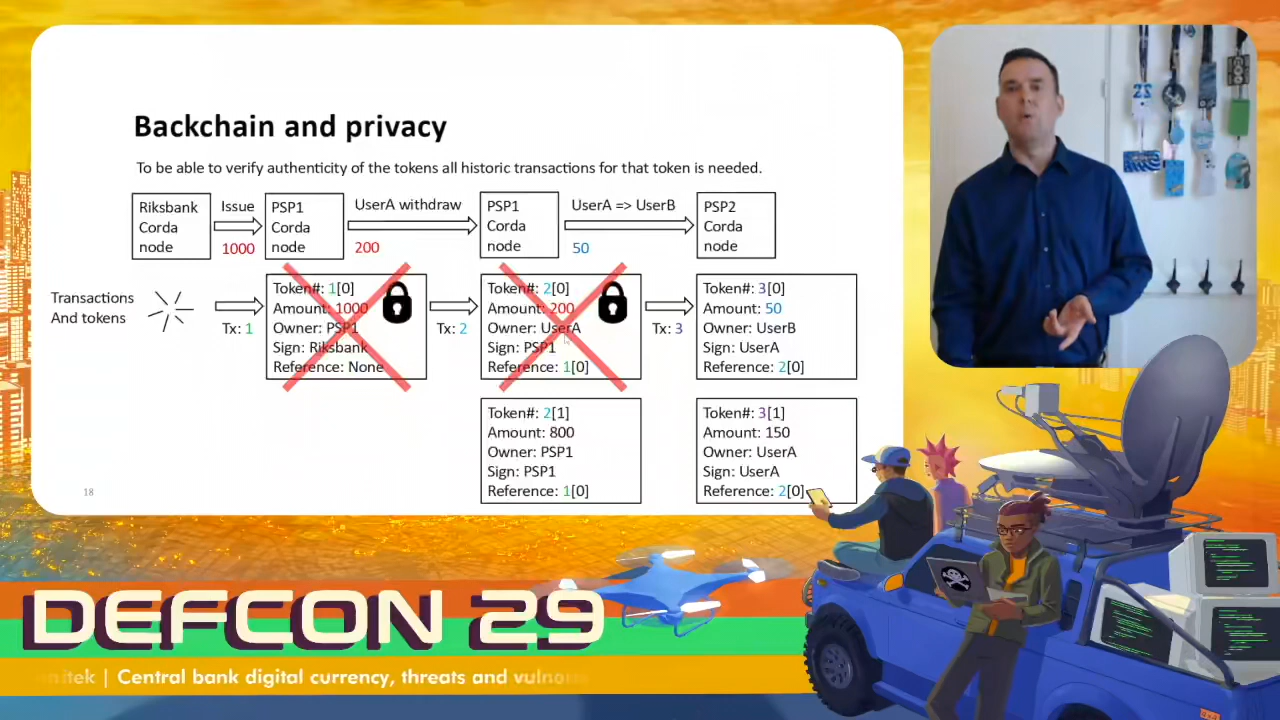 Backchain and privacy
To be able to verify authenticity of the tokens all historic transactions for that token is needed.
Riksbank
Corda
node
Issue
1000
PSP1
Corda
node
UserA withdraw
200
PSP1
Corda
node
UserA => UserB
50
PSP2
Corda
node
Transactions
And tokens
Tx: 1
Token#: 1[0]
Amount: 1000
Owner: PSP1
Sign: Riksbank
Reference: None
Tx: 2
Token#: 2[0]
Amount: 200
Owner: UserA
Sign: PSP1
Reference: 1[0]
Tx: 3
Token#: 3[0]
Amount: 50
Owner: UserB
Sign: UserA
Reference: 2[0]
Token#: 2[1]
Amount: 800
Owner: PSP1
Sign: PSP1
Reference: 1[0]
Token#: 3[1]
Amount: 150
Owner: UserA
Sign: UserA
Reference: 2[0]
18
DEFCON 29
| Central bank digital currency, threats and